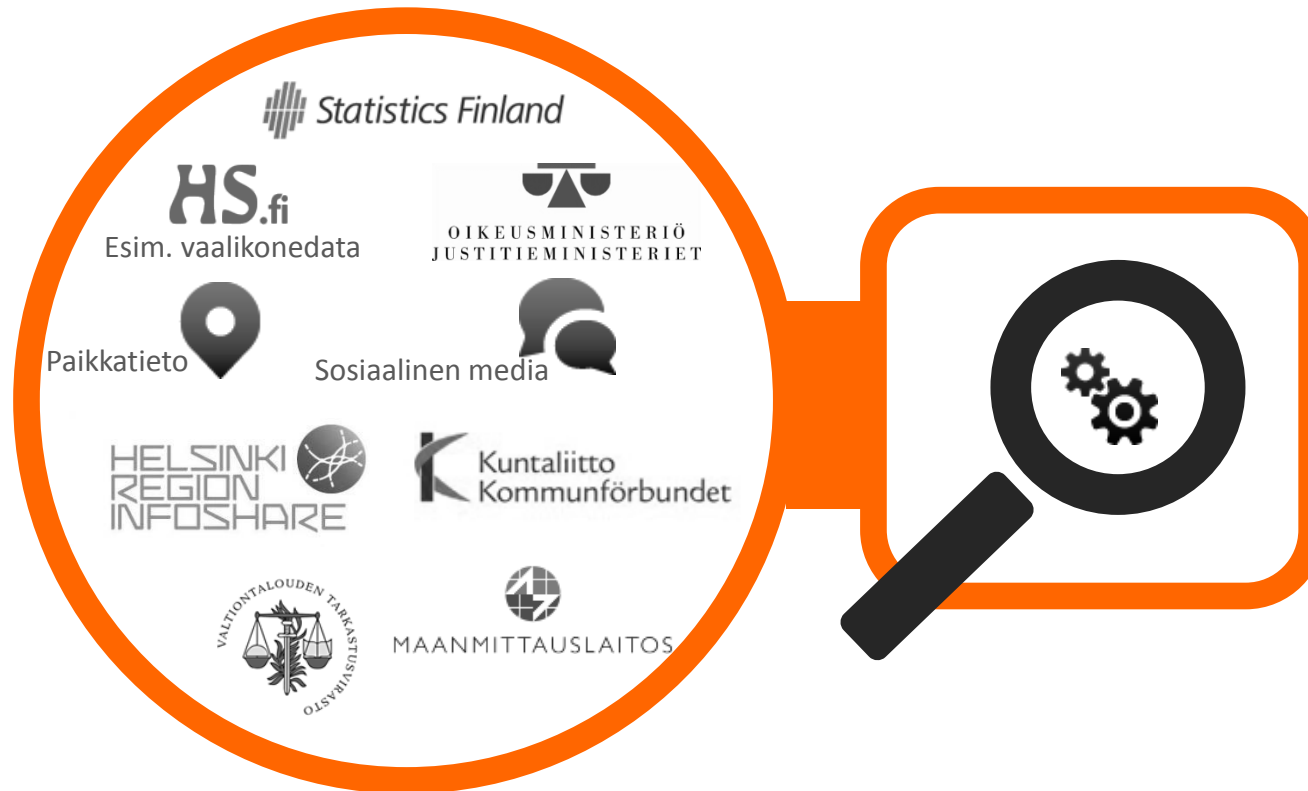 Statistics Finland
HS.fi
Esim. vaalikonedata
OIKEUSMINISTERIÖ
JUSTITIEMINISTERIET
Paikkatieto
Sosiaalinen media
HELSINKI
REGION
INFOSHARE
Kuntaliitto
Kommunförbundet
VALTIONTALOUDEN TARKASTUSVIRASTO
MAANMITTAUSLAITOS